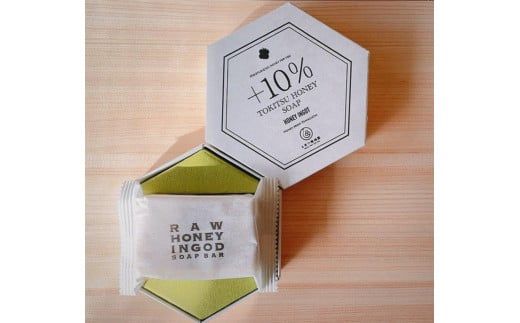 +10%
TOKITSU HONEY
SOAP
HONEY INGOT
RAW
HONEY
INGOD
SOAP BAR